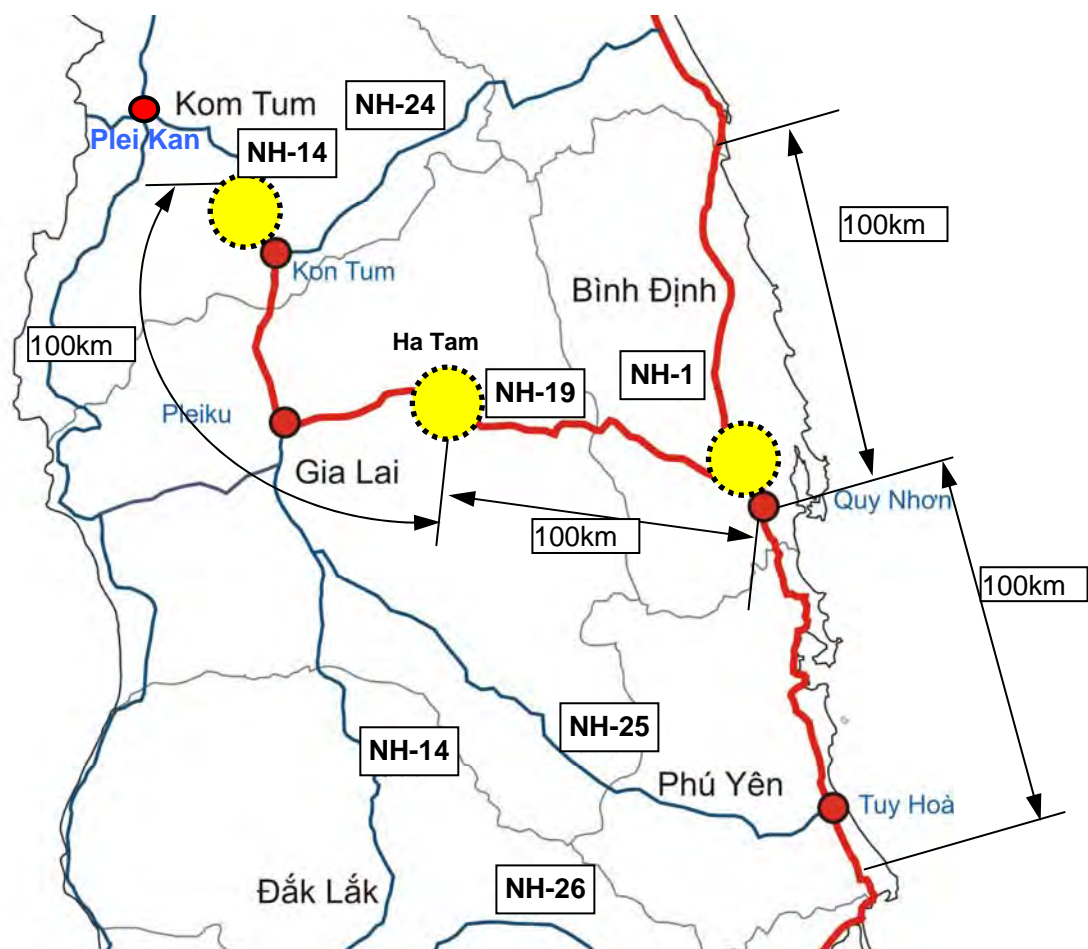 Kom Tum
NH-24
Plei Kan
NH-14
100km
Kon Tum
Bình Định
100km
Ha Tam
NH-1
NH-19
Pleiku
Gia Lai
Quy Nhơn
100km
100km
NH-25
NH-14
Phú Yên
Tuy Hoà
Đắk Lắk
NH-26